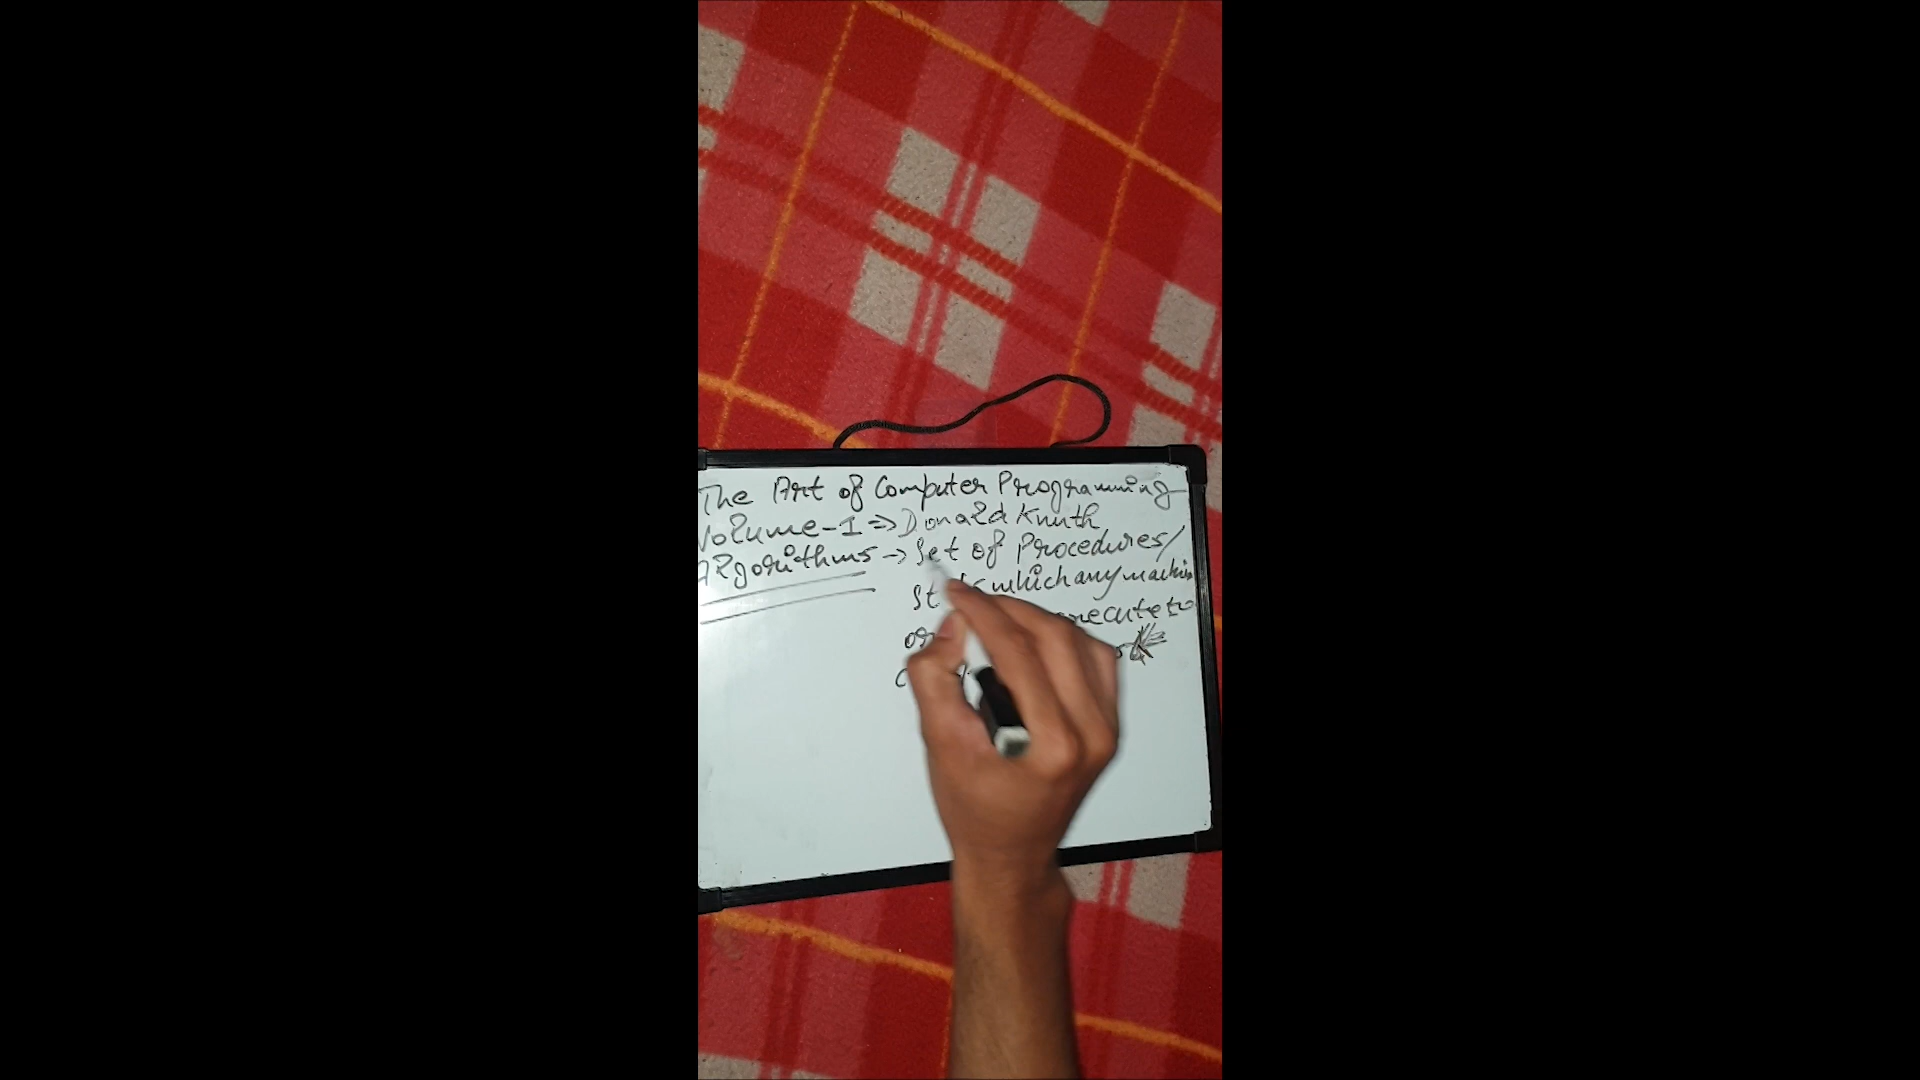 The Art of Computer Programming
Volume-1 => Donald Knuth
Algorithms -> Set of Procedures/
which any machine
execute to